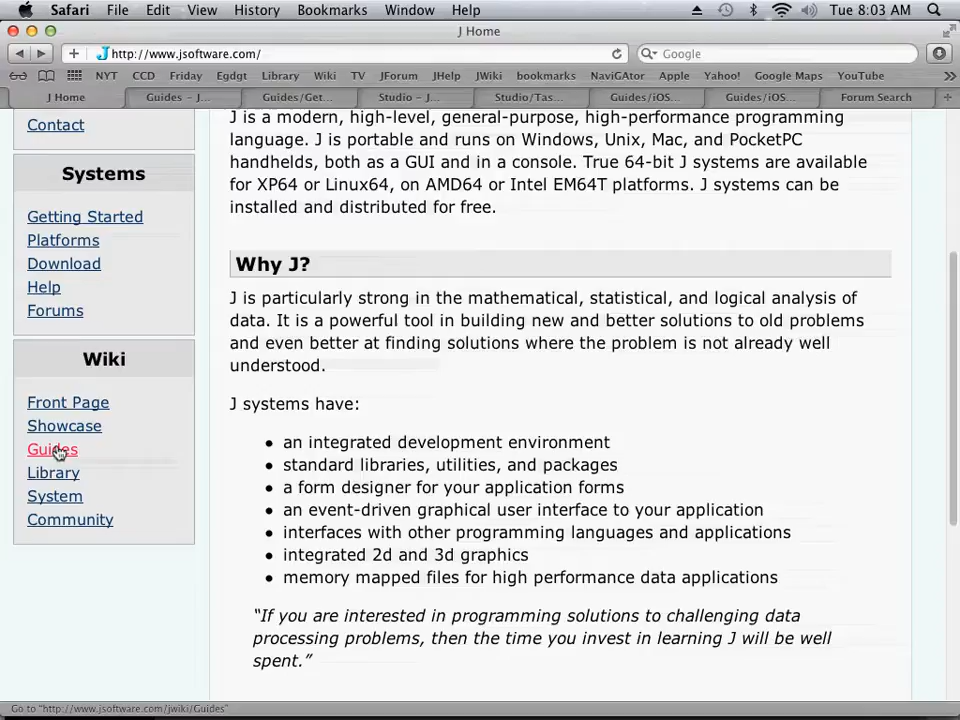 Safari File Edit View History Bookmarks Window Help Tue 8:03 AM
J Home
http://www.jsoftware.com/ Google
NYT CCD Friday Egdgt Library Wiki TV JForum JHelp JWiki bookmarks NaviGAtor Apple Yahoo! Google Maps YouTube
J Home Guides – J... Guides/Get... Studio – J... Studio/Tas... Guides/iOS... Guides/iOS... Forum Search
Contact
Systems
Getting Started
Platforms
Download
Help
Forums
Wiki
Front Page
Showcase
Guides
Library
System
Community
J is a modern, high-level, general-purpose, high-performance programming
language. J is portable and runs on Windows, Unix, Mac, and PocketPC
handhelds, both as a GUI and in a console. True 64-bit J systems are available
for XP64 or Linux64, on AMD64 or Intel EM64T platforms. J systems can be
installed and distributed for free.
Why J?
J is particularly strong in the mathematical, statistical, and logical analysis of
data. It is a powerful tool in building new and better solutions to old problems
and even better at finding solutions where the problem is not already well
understood.
J systems have:
• an integrated development environment
• standard libraries, utilities, and packages
• a form designer for your application forms
• an event-driven graphical user interface to your application
• interfaces with other programming languages and applications
• integrated 2d and 3d graphics
• memory mapped files for high performance data applications
“If you are interested in programming solutions to challenging data
processing problems, then the time you invest in learning J will be well
spent.”
Go to "http://www.jsoftware.com/jwiki/Guides"